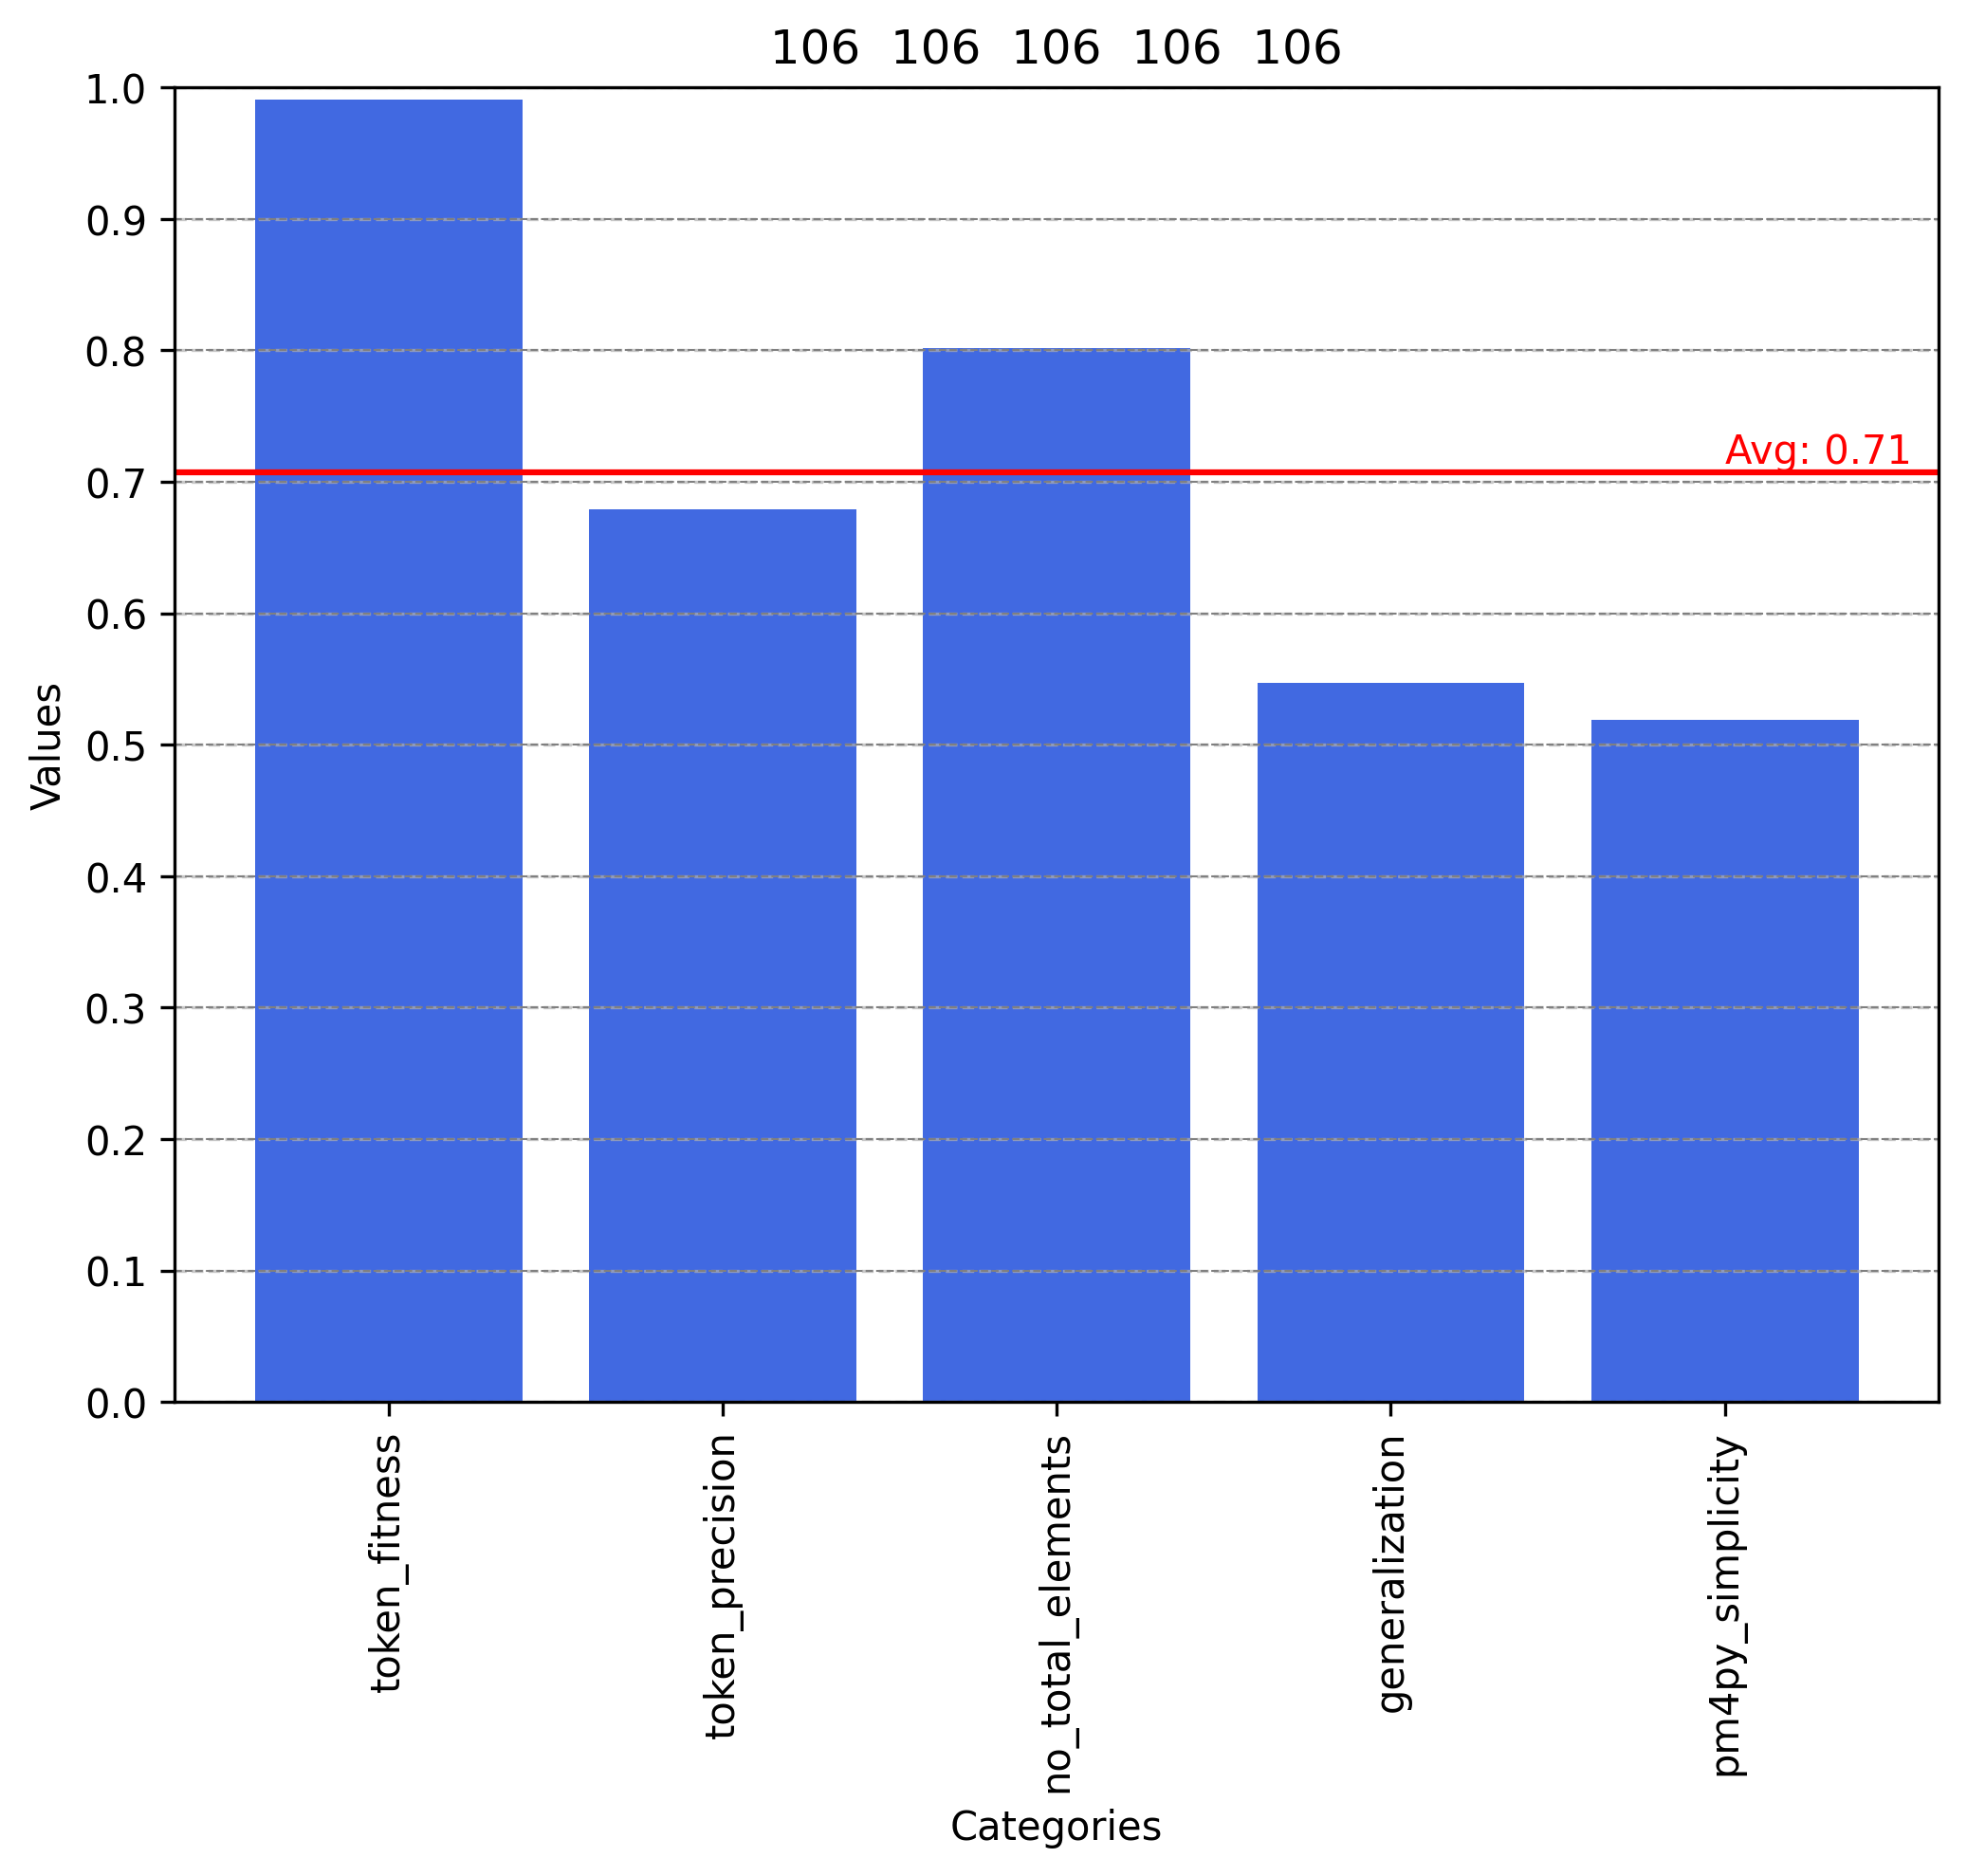 106 106 106 106 106
1.0
0.9
0.8
0.7
0.6
0.5
0.4
0.3
0.2
0.1
0.0
Values
Avg: 0.71
token_fitness
token_precision
no_total_elements
generalization
pm4py_simplicity
Categories